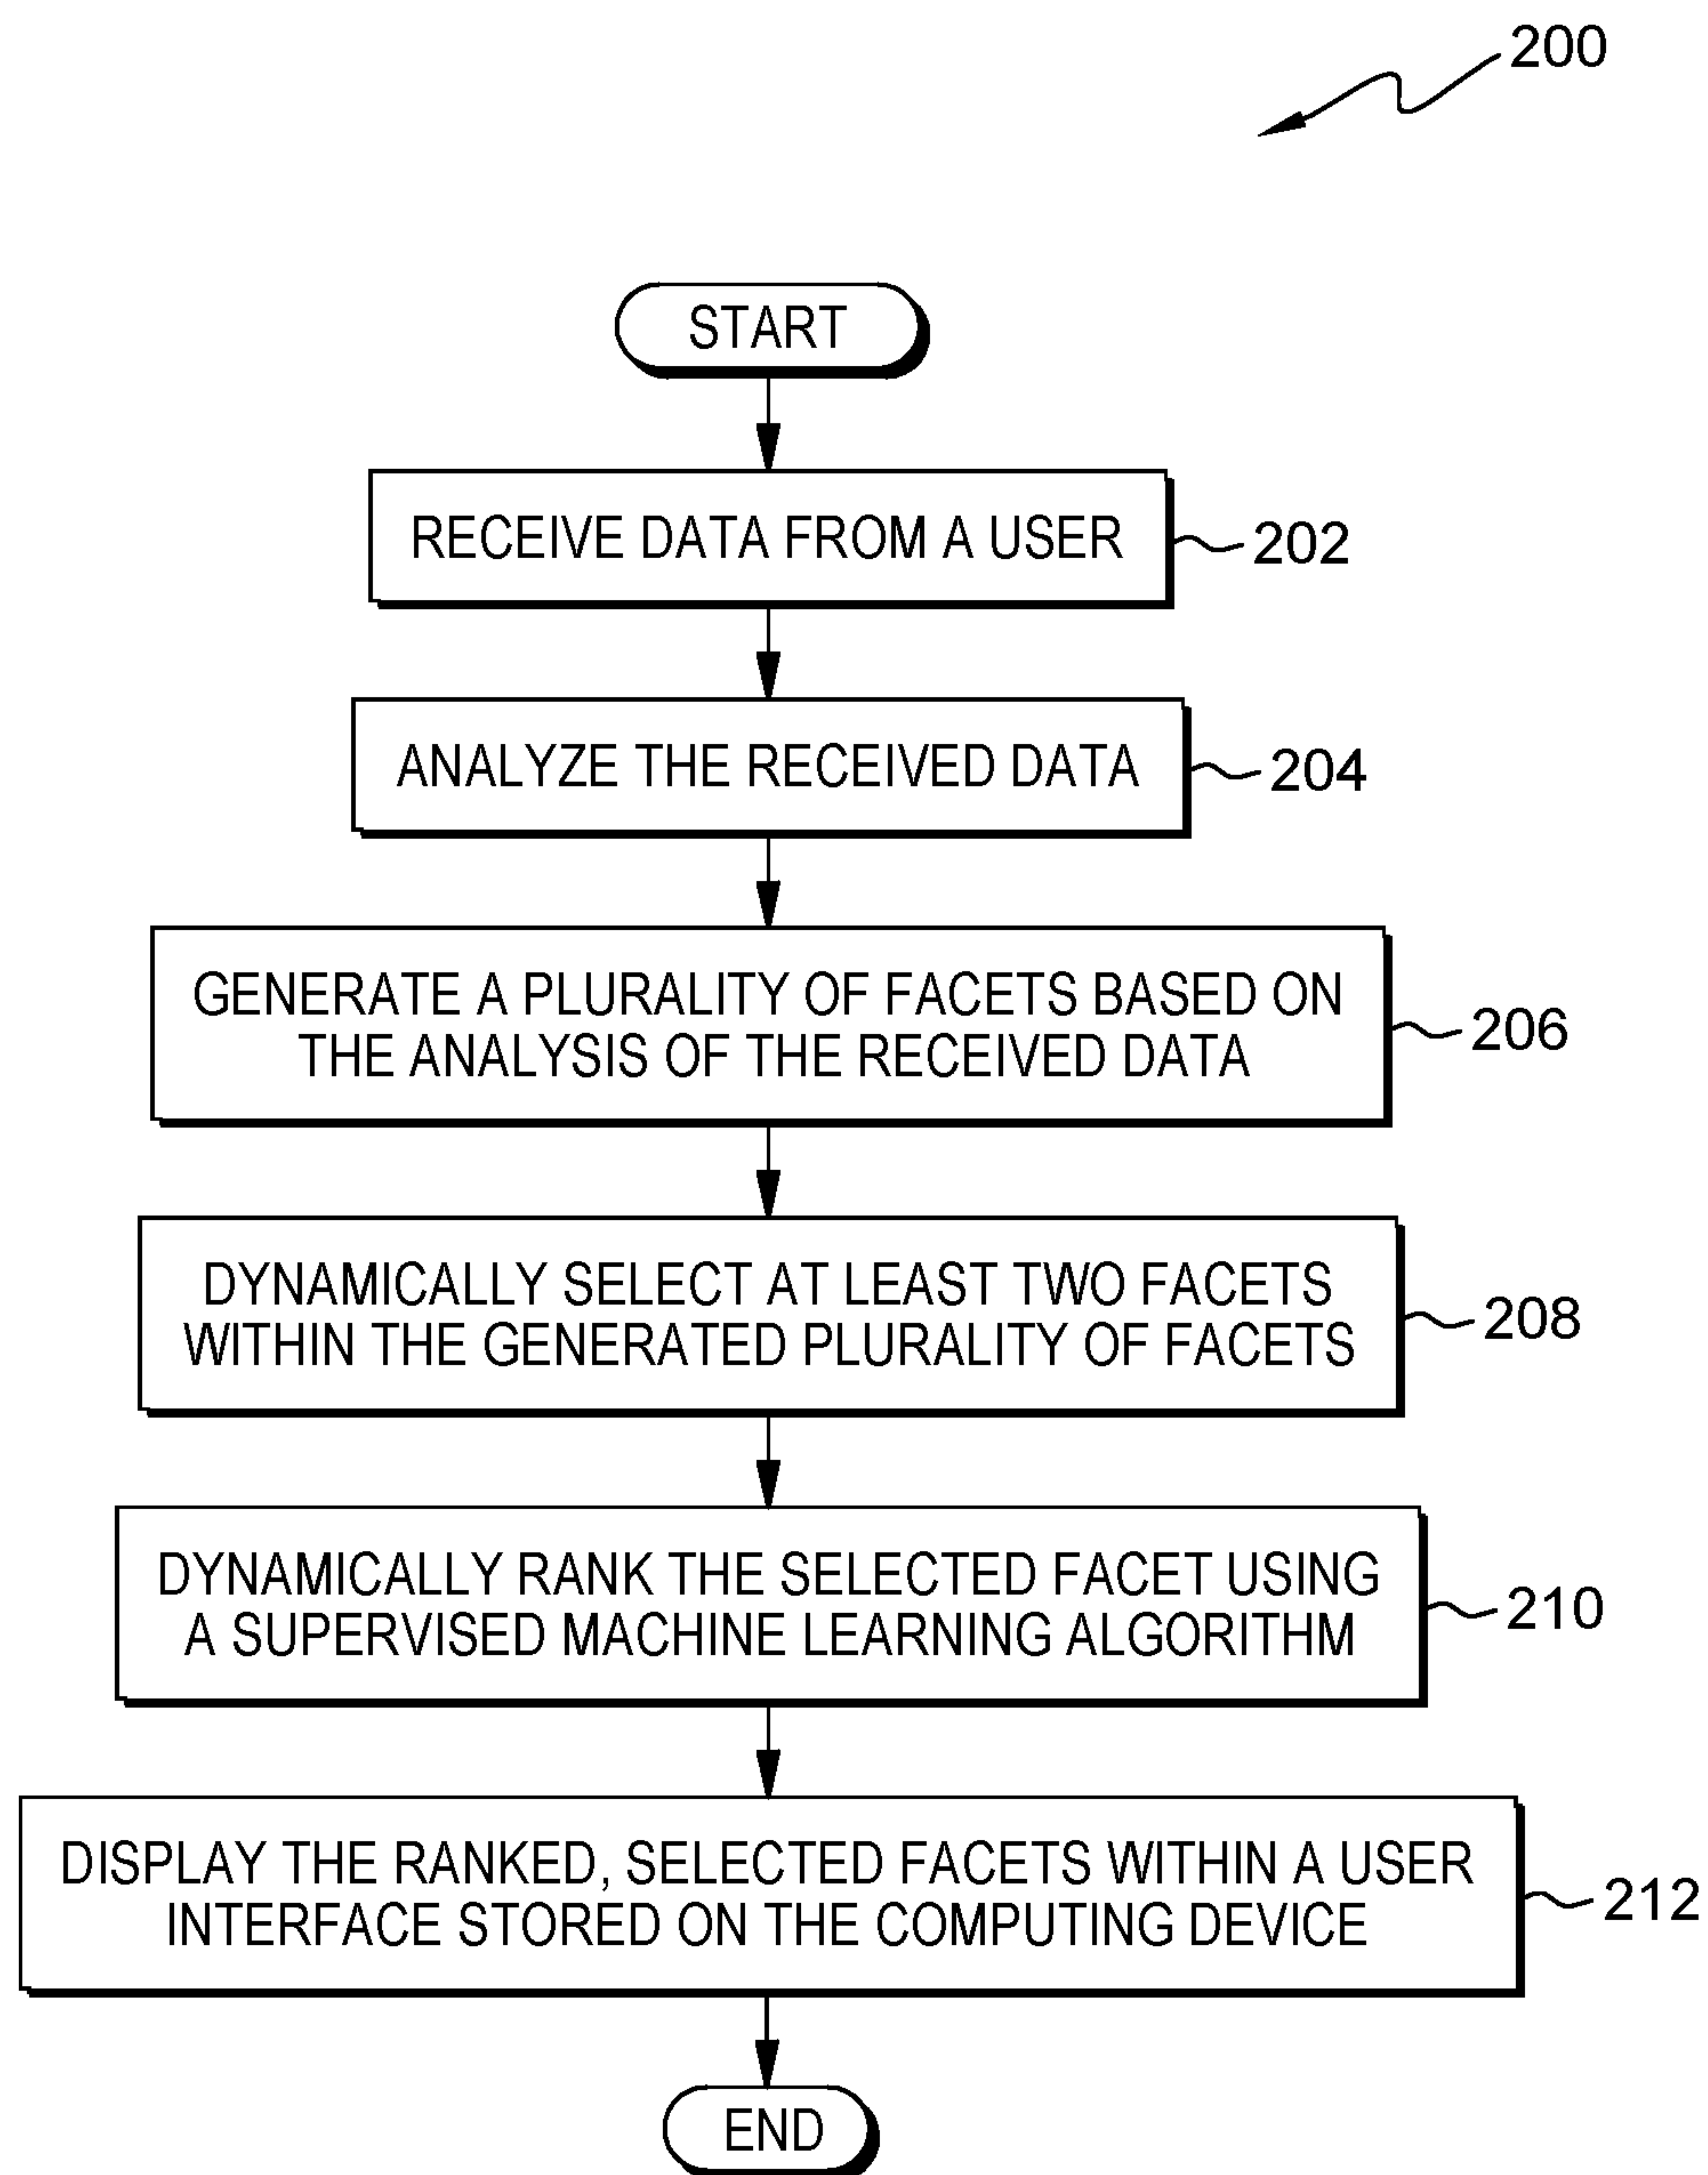 200
START
RECEIVE DATA FROM A USER
202
ANALYZE THE RECEIVED DATA
204
GENERATE A PLURALITY OF FACETS BASED ON
THE ANALYSIS OF THE RECEIVED DATA
206
DYNAMICALLY SELECT AT LEAST TWO FACETS
WITHIN THE GENERATED PLURALITY OF FACETS
208
DYNAMICALLY RANK THE SELECTED FACET USING
A SUPERVISED MACHINE LEARNING ALGORITHM
210
DISPLAY THE RANKED, SELECTED FACETS WITHIN A USER
INTERFACE STORED ON THE COMPUTING DEVICE
212
END